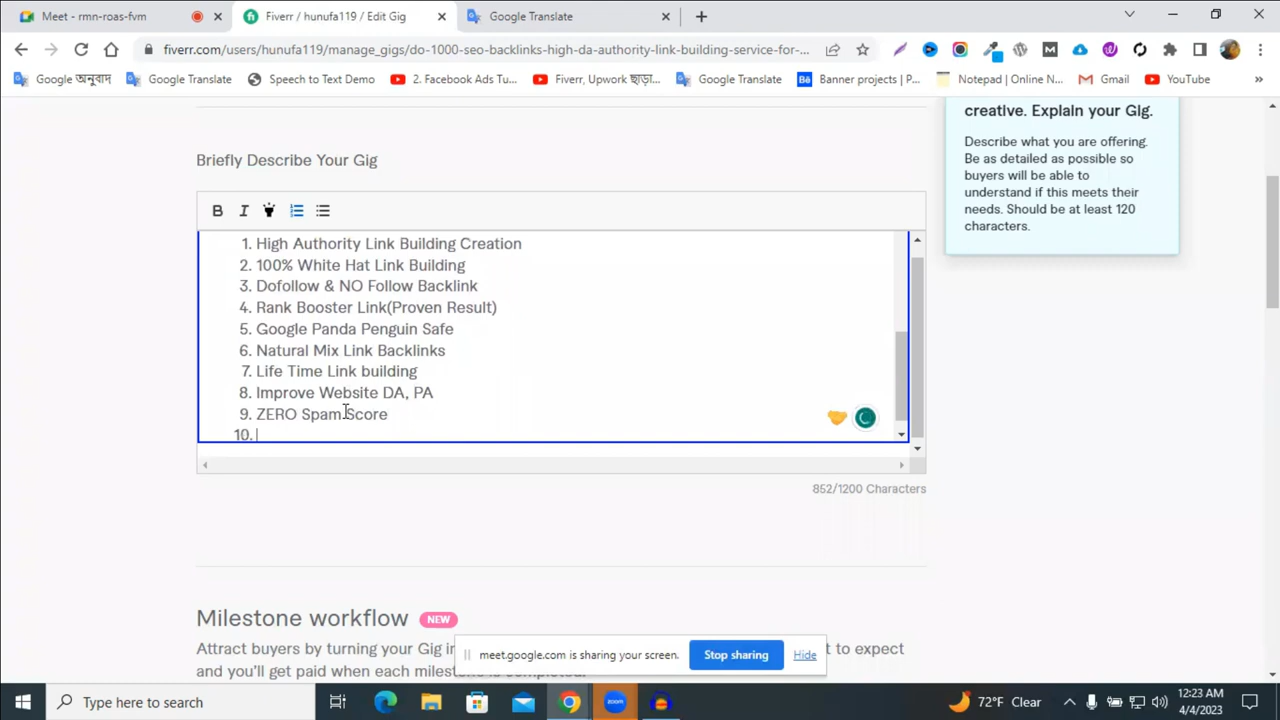 Meet - rmn-roas-fvm
Fiverr / hunufa119 / Edit Gig
Google Translate
fiverr.com/users/hunufa119/manage_gigs/do-1000-seo-backlinks-high-da-authority-link-building-service-for-...
Google অনুবাদ
Google Translate
Speech to Text Demo
2. Facebook Ads Tu...
Fiverr, Upwork ছাড়া...
Google Translate
Banner projects | P...
Notepad | Online N...
Gmail
YouTube
creative. Explain your Gig.
Describe what you are offering.
Be as detailed as possible so
buyers will be able to
understand if this meets their
needs. Should be at least 120
characters.
Briefly Describe Your Gig
B I
1. High Authority Link Building Creation
2. 100% White Hat Link Building
3. Dofollow & NO Follow Backlink
4. Rank Booster Link(Proven Result)
5. Google Panda Penguin Safe
6. Natural Mix Link Backlinks
7. Life Time Link building
8. Improve Website DA, PA
9. ZERO Spam Score
10.
852/1200 Characters
Milestone workflow NEW
Attract buyers by turning your Gig in
t to expect
and you'll get paid when each milestone is completed.
meet.google.com is sharing your screen.
Stop sharing
Hide
Type here to search
72°F Clear
12:23 AM
4/4/2023